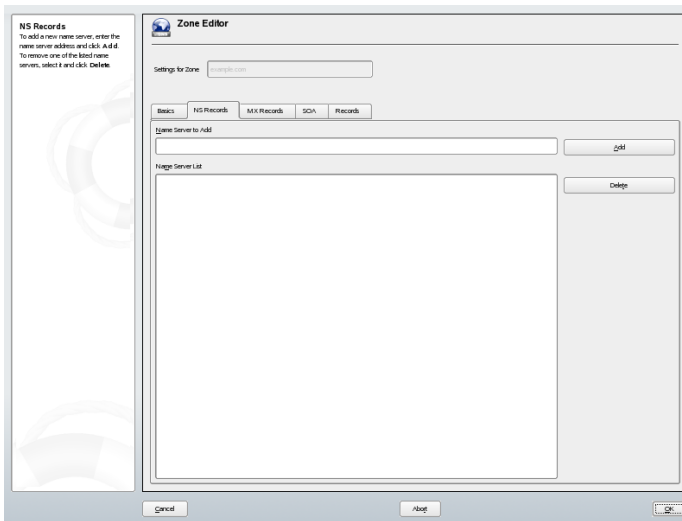 NS Records
To add a new name server, enter the
name server address and click Add.
To remove one of the listed name
servers, select it and click Delete.
Zone Editor
Settings for Zone example.com
Basics NS Records MX Records SOA Records
Name Server to Add
Add
Name Server List
Delete
Cancel Abort OK